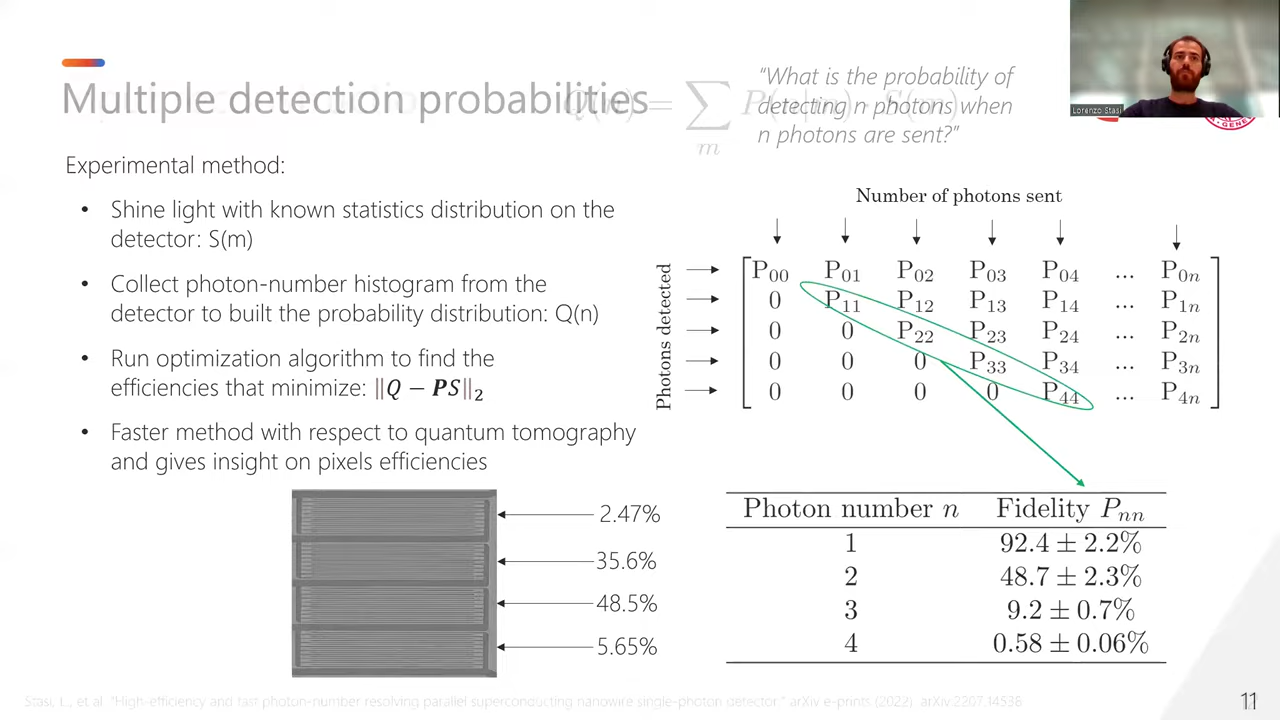 Multiple detection probabilities
Q(n) = ∑ P(n|m) · S(m)
m
"What is the probability of
detecting n photons when
n photons are sent?"
Lorenzo Stasi
Experimental method:
• Shine light with known statistics distribution on the
detector: S(m)
• Collect photon-number histogram from the
detector to built the probability distribution: Q(n)
• Run optimization algorithm to find the
efficiencies that minimize: ||Q − PS||₂
• Faster method with respect to quantum tomography
and gives insight on pixels efficiencies
2.47%
35.6%
48.5%
5.65%
Number of photons sent
Photons detected
P₀₀ P₀₁ P₀₂ P₀₃ P₀₄ ... P₀ₙ
0 P₁₁ P₁₂ P₁₃ P₁₄ ... P₁ₙ
0 0 P₂₂ P₂₃ P₂₄ ... P₂ₙ
0 0 0 P₃₃ P₃₄ ... P₃ₙ
0 0 0 0 P₄₄ ... P₄ₙ
Photon number n Fidelity Pₙₙ
1 92.4 ± 2.2%
2 48.7 ± 2.3%
3 9.2 ± 0.7%
4 0.58 ± 0.06%
Stasi, L., et al. "High-efficiency and fast photon-number resolving parallel superconducting nanowire single-photon detector." arXiv e-prints (2022): arXiv:2207.14538
11